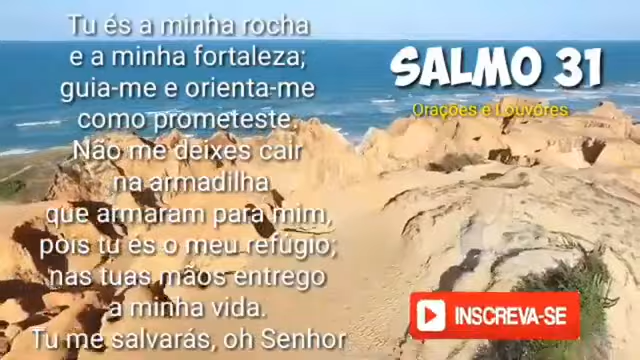 Tu és a minha rocha
e a minha fortaleza;
guia-me e orienta-me
como prometeste.
Não me deixes cair
na armadilha
que armaram para mim,
pois tu és o meu refúgio;
nas tuas mãos entrego
a minha vida.
Tu me salvarás, oh Senhor
SALMO 31
Orações e Louvores
INSCREVA-SE